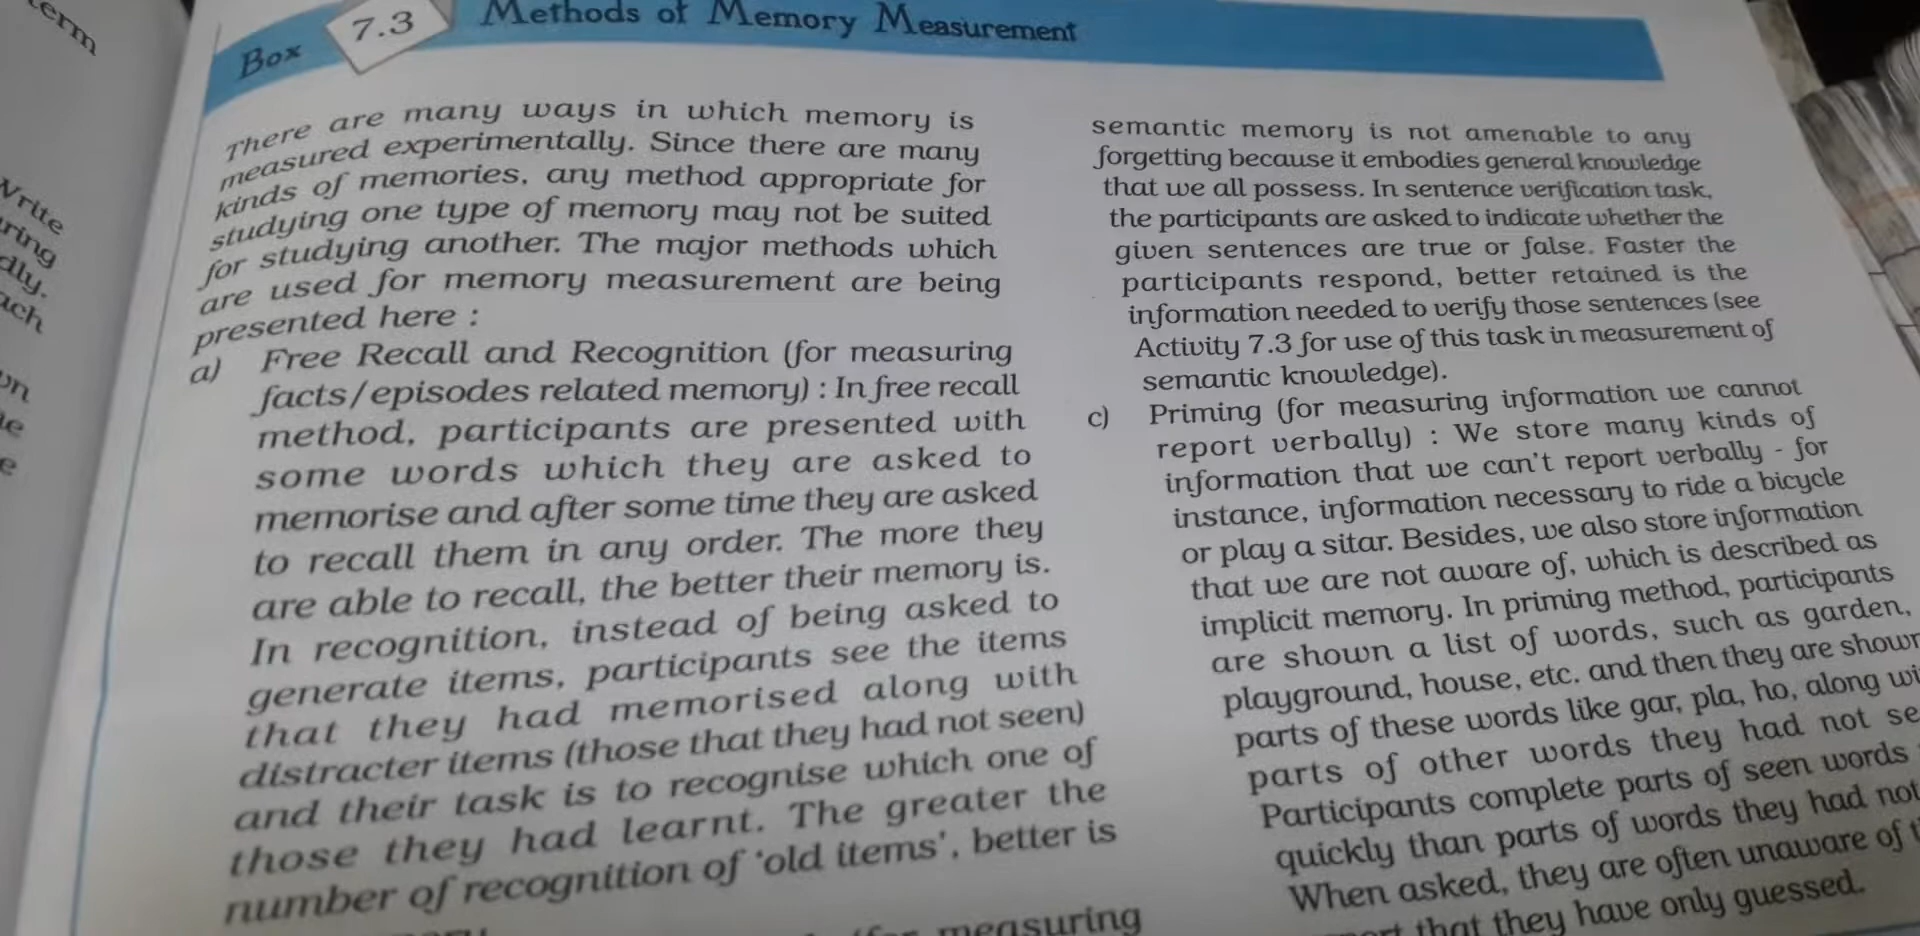 term
Write
uring
dly.
ach
on
Box 7.3 Methods of Memory Measurement
There are many ways in which memory is
measured experimentally. Since there are many
kinds of memories, any method appropriate for
studying one type of memory may not be suited
for studying another. The major methods which
are used for memory measurement are being
presented here :
a) Free Recall and Recognition (for measuring
facts/episodes related memory) : In free recall
method, participants are presented with
some words which they are asked to
memorise and after some time they are asked
to recall them in any order. The more they
are able to recall, the better their memory is.
In recognition, instead of being asked to
generate items, participants see the items
that they had memorised along with
distracter items (those that they had not seen)
and their task is to recognise which one of
those they had learnt. The greater the
number of recognition of 'old items', better is
measuring
semantic memory is not amenable to any
forgetting because it embodies general knowledge
that we all possess. In sentence verification task,
the participants are asked to indicate whether the
given sentences are true or false. Faster the
participants respond, better retained is the
information needed to verify those sentences (see
Activity 7.3 for use of this task in measurement of
semantic knowledge).
c) Priming (for measuring information we cannot
report verbally) : We store many kinds of
information that we can't report verbally - for
instance, information necessary to ride a bicycle
or play a sitar. Besides, we also store information
that we are not aware of, which is described as
implicit memory. In priming method, participants
are shown a list of words, such as garden,
playground, house, etc. and then they are shown
parts of these words like gar, pla, ho, along
parts of other words they had not
Participants complete parts of seen words
quickly than parts of words they had not
When asked, they are often unaware of
that they have only guessed.